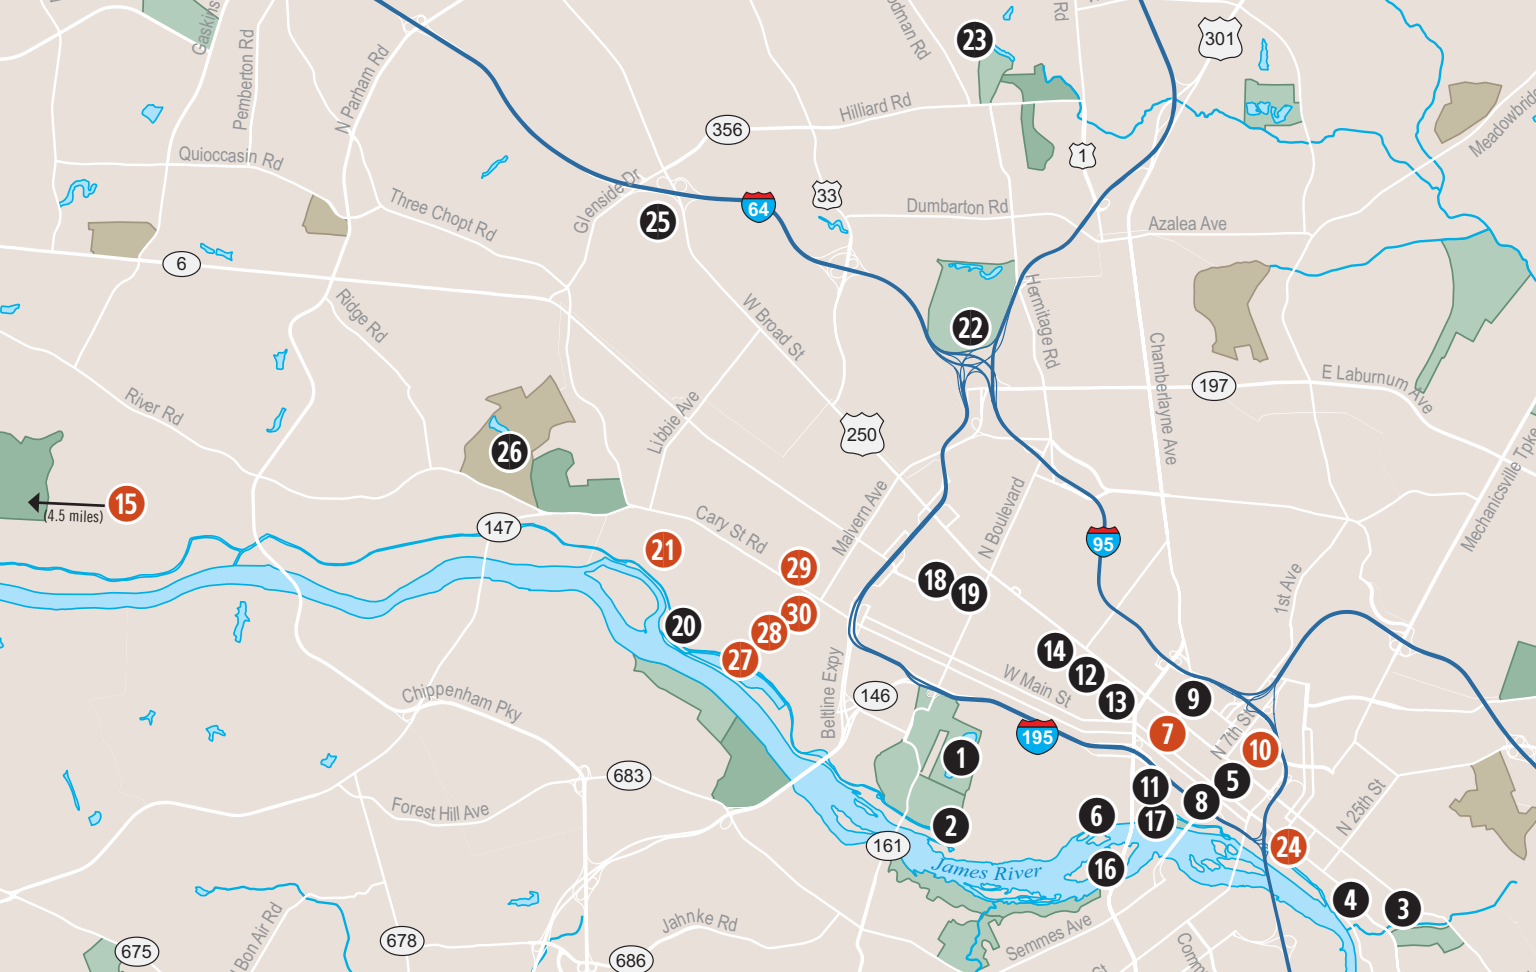 Gaskins
Pemberton Rd
N Parham Rd
Rd
23
301
Hilliard Rd
356
1
Quioccasin Rd
Three Chopt Rd
Glenside Dr
25
64
33
Dumbarton Rd
Azalea Ave
6
Ridge Rd
W Broad St
22
Hermitage Rd
Chamberlayne Ave
197
E Laburnum Ave
River Rd
Libbie Ave
250
26
Mechanicsville Tpke
15
(4.5 miles)
147
Cary St Rd
Malvern Ave
N Boulevard
95
21
29
18
19
1st Ave
20
30
28
27
Beltline Expy
14
12
13
9
W Main St
146
Chippenham Pky
195
7
N 7th St
10
1
683
Forest Hill Ave
11
5
8
N 25th St
2
6
17
161
James River
16
24
4
3
Jahnke Rd
Semmes Ave
Bon Air Rd
675
678
686
St